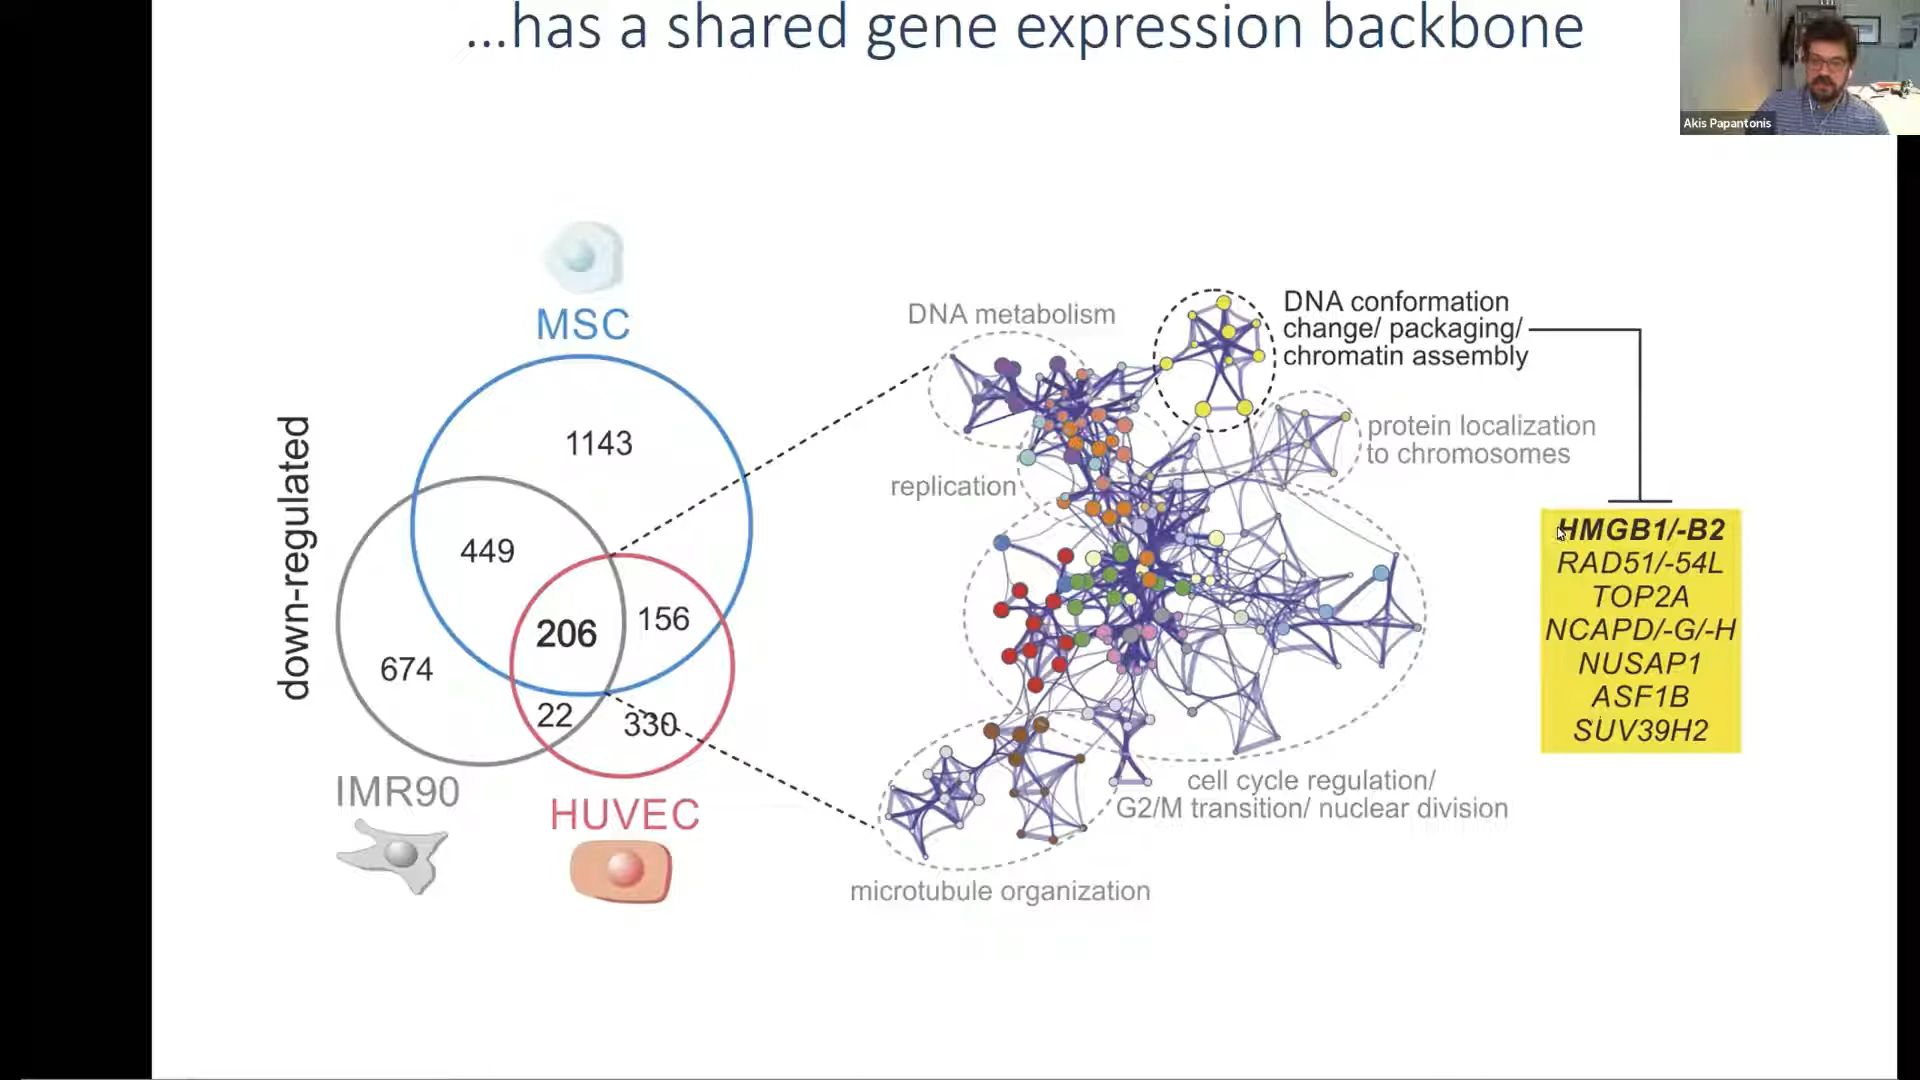 ...has a shared gene expression backbone
Akis Papantonis
MSC
down-regulated
1143
449
206
156
674
22
330
IMR90
HUVEC
DNA metabolism
DNA conformation
change/ packaging/
chromatin assembly
protein localization
to chromosomes
replication
cell cycle regulation/
G2/M transition/ nuclear division
microtubule organization
HMGB1/-B2
RAD51/-54L
TOP2A
NCAPD/-G/-H
NUSAP1
ASF1B
SUV39H2